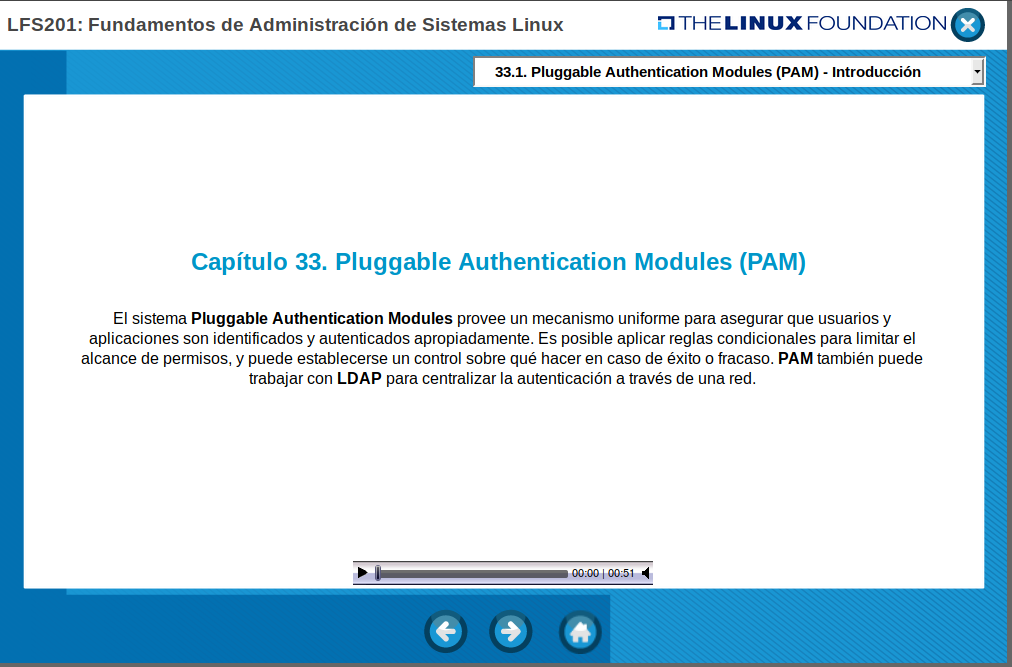 LFS201: Fundamentos de Administración de Sistemas Linux
THE LINUX FOUNDATION
33.1. Pluggable Authentication Modules (PAM) - Introducción
Capítulo 33. Pluggable Authentication Modules (PAM)
El sistema Pluggable Authentication Modules provee un mecanismo uniforme para asegurar que usuarios y
aplicaciones son identificados y autenticados apropiadamente. Es posible aplicar reglas condicionales para limitar el
alcance de permisos, y puede establecerse un control sobre qué hacer en caso de éxito o fracaso. PAM también puede
trabajar con LDAP para centralizar la autenticación a través de una red.
00:00 | 00:51